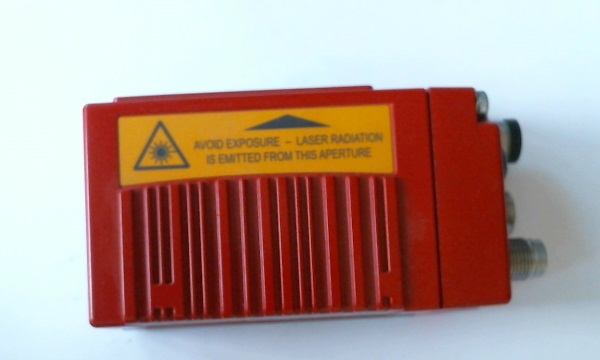 AVOID EXPOSURE – LASER RADIATION
IS EMITTED FROM THIS APERTURE